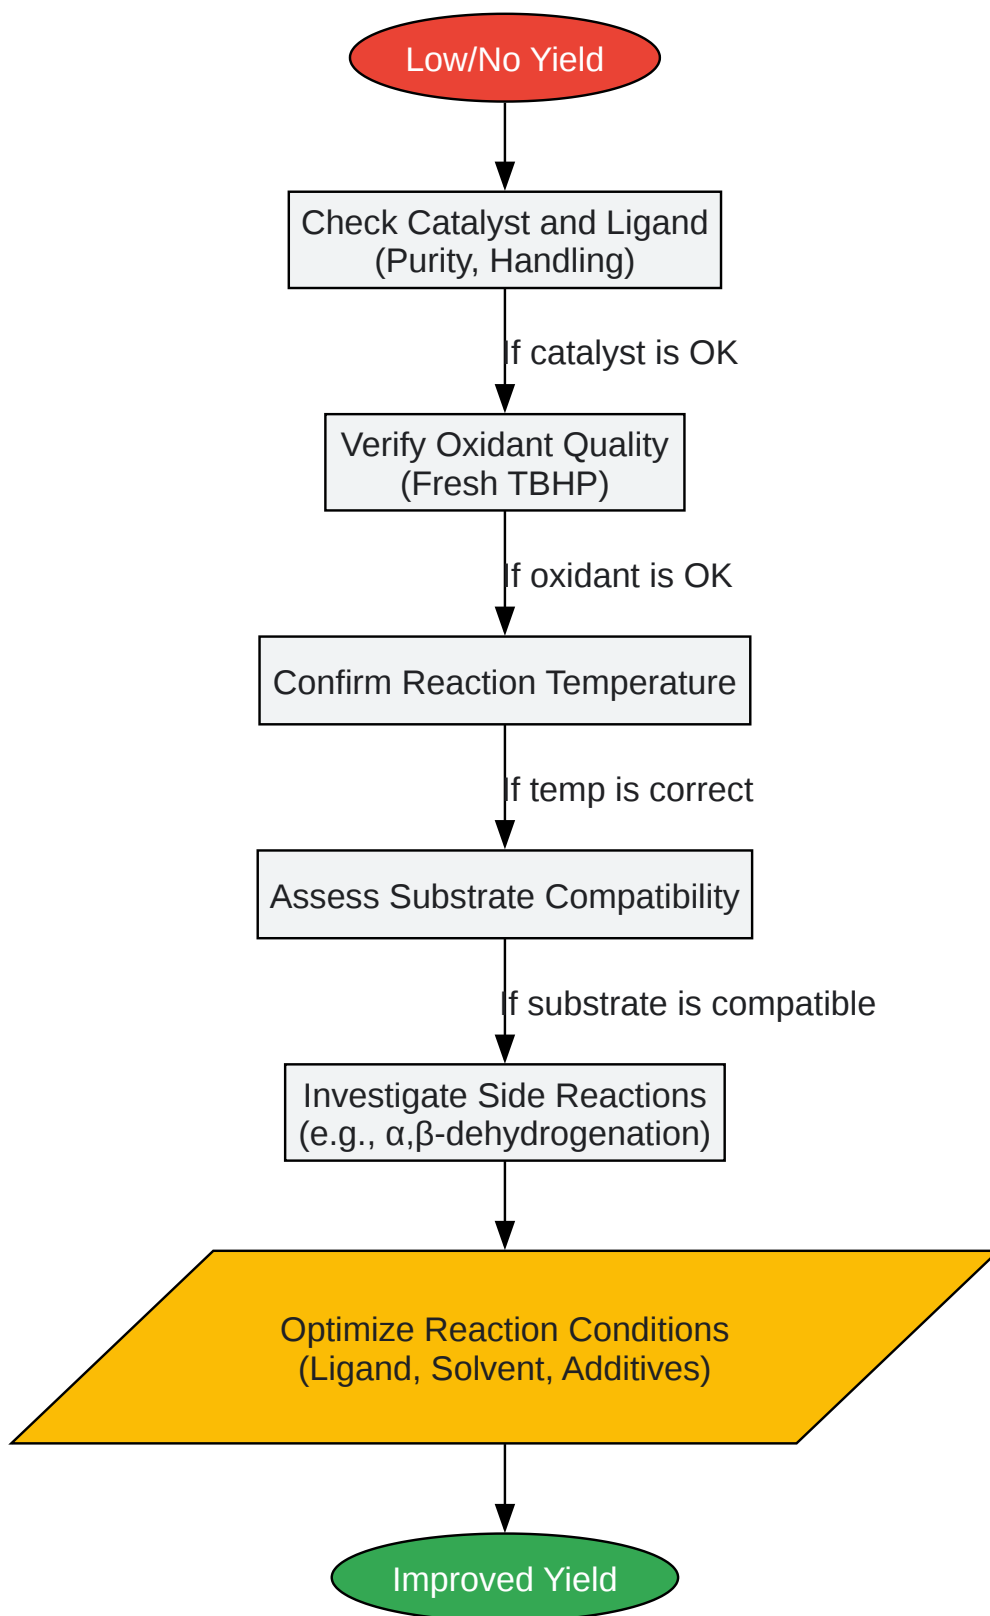 Low/No Yield
Check Catalyst and Ligand
(Purity, Handling)
If catalyst is OK
Verify Oxidant Quality
(Fresh TBHP)
If oxidant is OK
Confirm Reaction Temperature
If temp is correct
Assess Substrate Compatibility
If substrate is compatible
Investigate Side Reactions
(e.g., α,β-dehydrogenation)
Optimize Reaction Conditions
(Ligand, Solvent, Additives)
Improved Yield